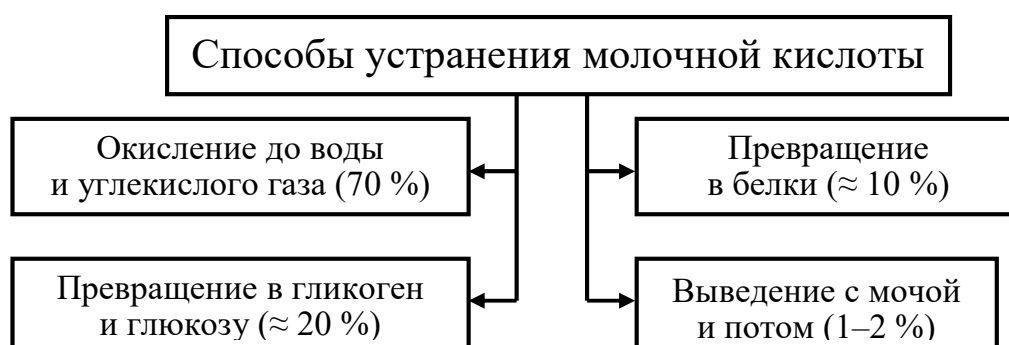 Способы устранения молочной кислоты
Окисление до воды
и углекислого газа (70 %)
Превращение
в белки (≈ 10 %)
Превращение в гликоген
и глюкозу (≈ 20 %)
Выведение с мочой
и потом (1–2 %)